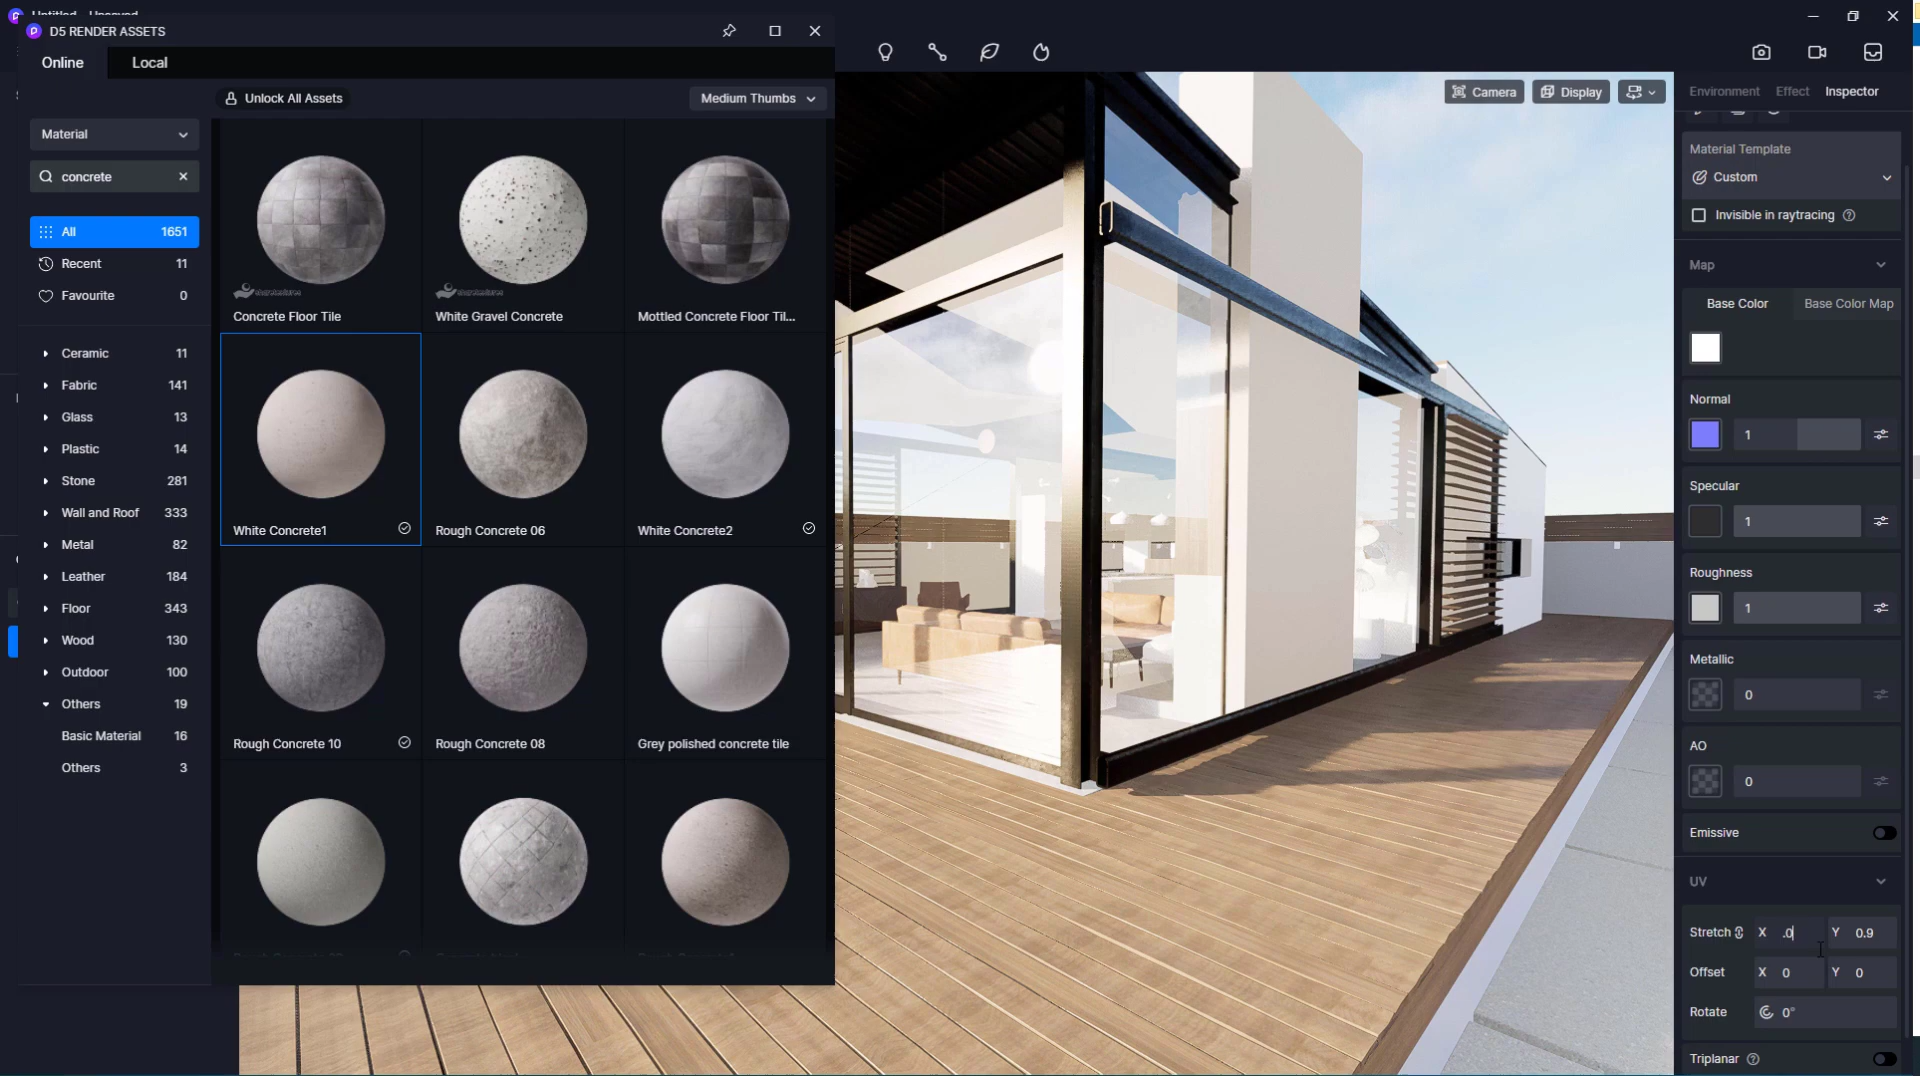 D5 RENDER ASSETS
Online
Local
Unlock All Assets
Medium Thumbs
Material
concrete
All 1651
Recent 11
Favourite 0
Ceramic 11
Fabric 141
Glass 13
Plastic 14
Stone 281
Wall and Roof 333
Metal 82
Leather 184
Floor 343
Wood 130
Outdoor 100
Others 19
Basic Material 16
Others 3
Concrete Floor Tile
White Gravel Concrete
Mottled Concrete Floor Til...
White Concrete1
Rough Concrete 06
White Concrete2
Rough Concrete 10
Rough Concrete 08
Grey polished concrete tile
Camera
Display
Environment
Effect
Inspector
Material Template
Custom
Invisible in raytracing
Map
Base Color
Base Color Map
Normal
1
Specular
1
Roughness
1
Metallic
0
AO
0
Emissive
UV
Stretch X .0 Y 0.9
Offset X 0 Y 0
Rotate 0°
Triplanar